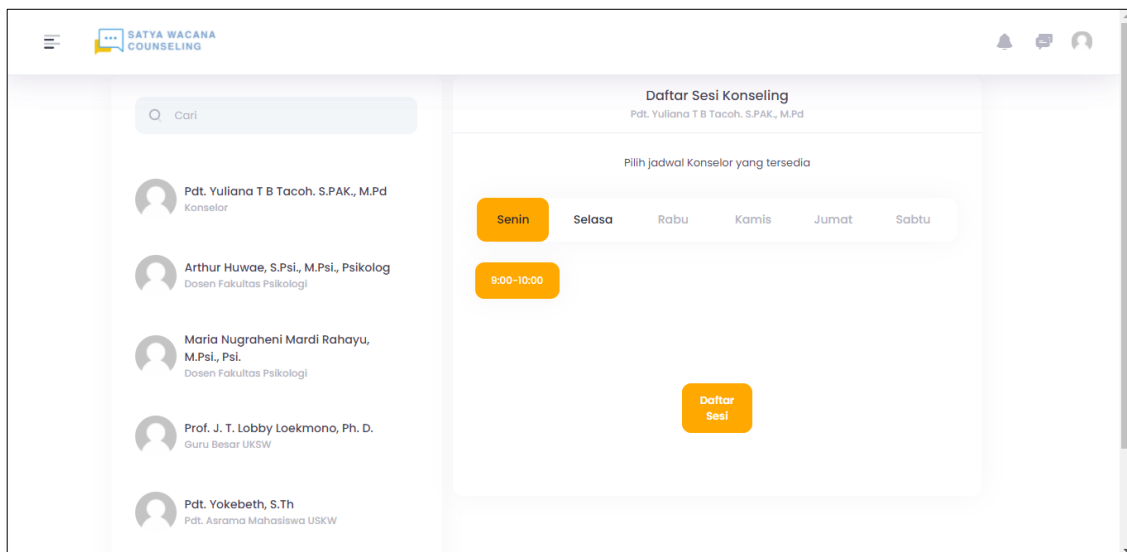 SATYA WACANA
COUNSELING
Cari
Pdt. Yuliana T B Tacoh. S.PAK., M.Pd
Konselor
Arthur Huwae, S.Psi., M.Psi., Psikolog
Dosen Fakultas Psikologi
Maria Nugraheni Mardi Rahayu,
M.Psi., Psi.
Dosen Fakultas Psikologi
Prof. J. T. Lobby Loekmono, Ph. D.
Guru Besar UKSW
Pdt. Yokebeth, S.Th
Pdt. Asrama Mahasiswa USKW
Daftar Sesi Konseling
Pdt. Yuliana T B Tacoh. S.PAK., M.Pd
Pilih jadwal Konselor yang tersedia
Senin Selasa Rabu Kamis Jumat Sabtu
9:00-10:00
Daftar
Sesi